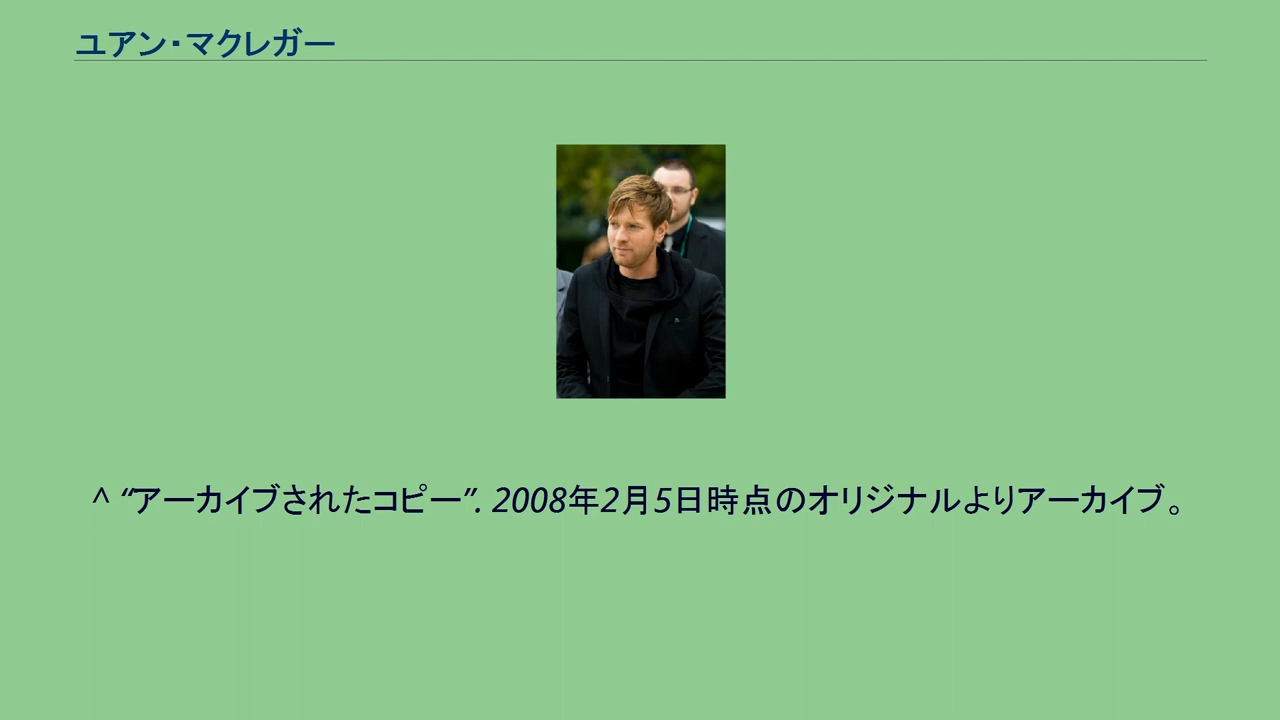 ユアン・マクレガー
^ “アーカイブされたコピー”. 2008年2月5日時点のオリジナルよりアーカイブ。